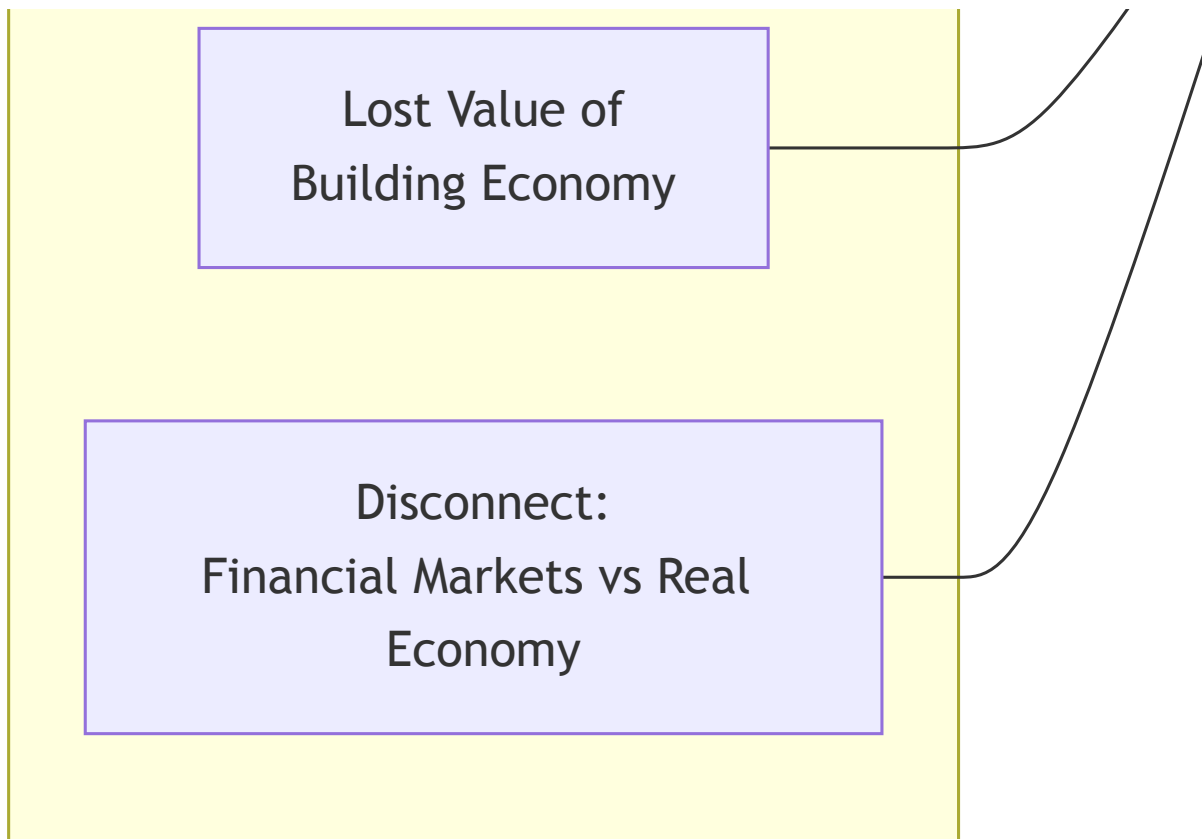 Lost Value of
Building Economy
Disconnect:
Financial Markets vs Real
Economy